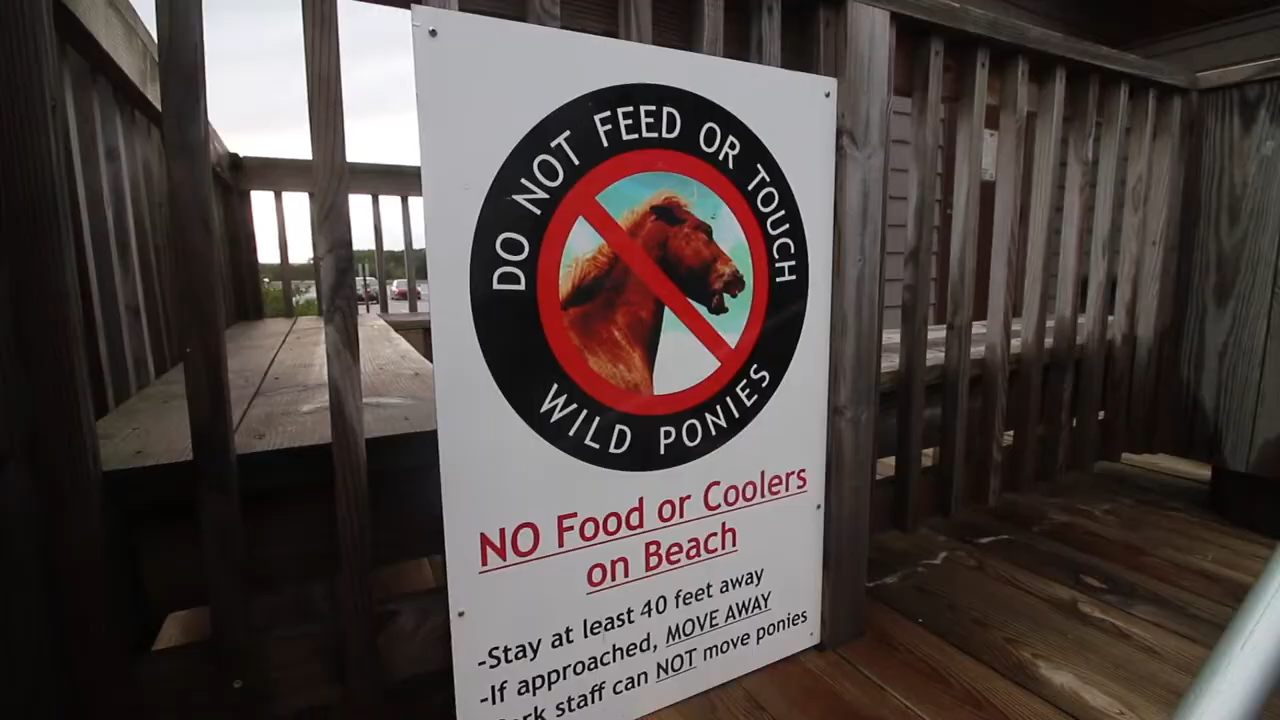 DO NOT FEED OR TOUCH
WILD PONIES
NO Food or Coolers
on Beach
-Stay at least 40 feet away
-If approached, MOVE AWAY
staff can NOT move ponies